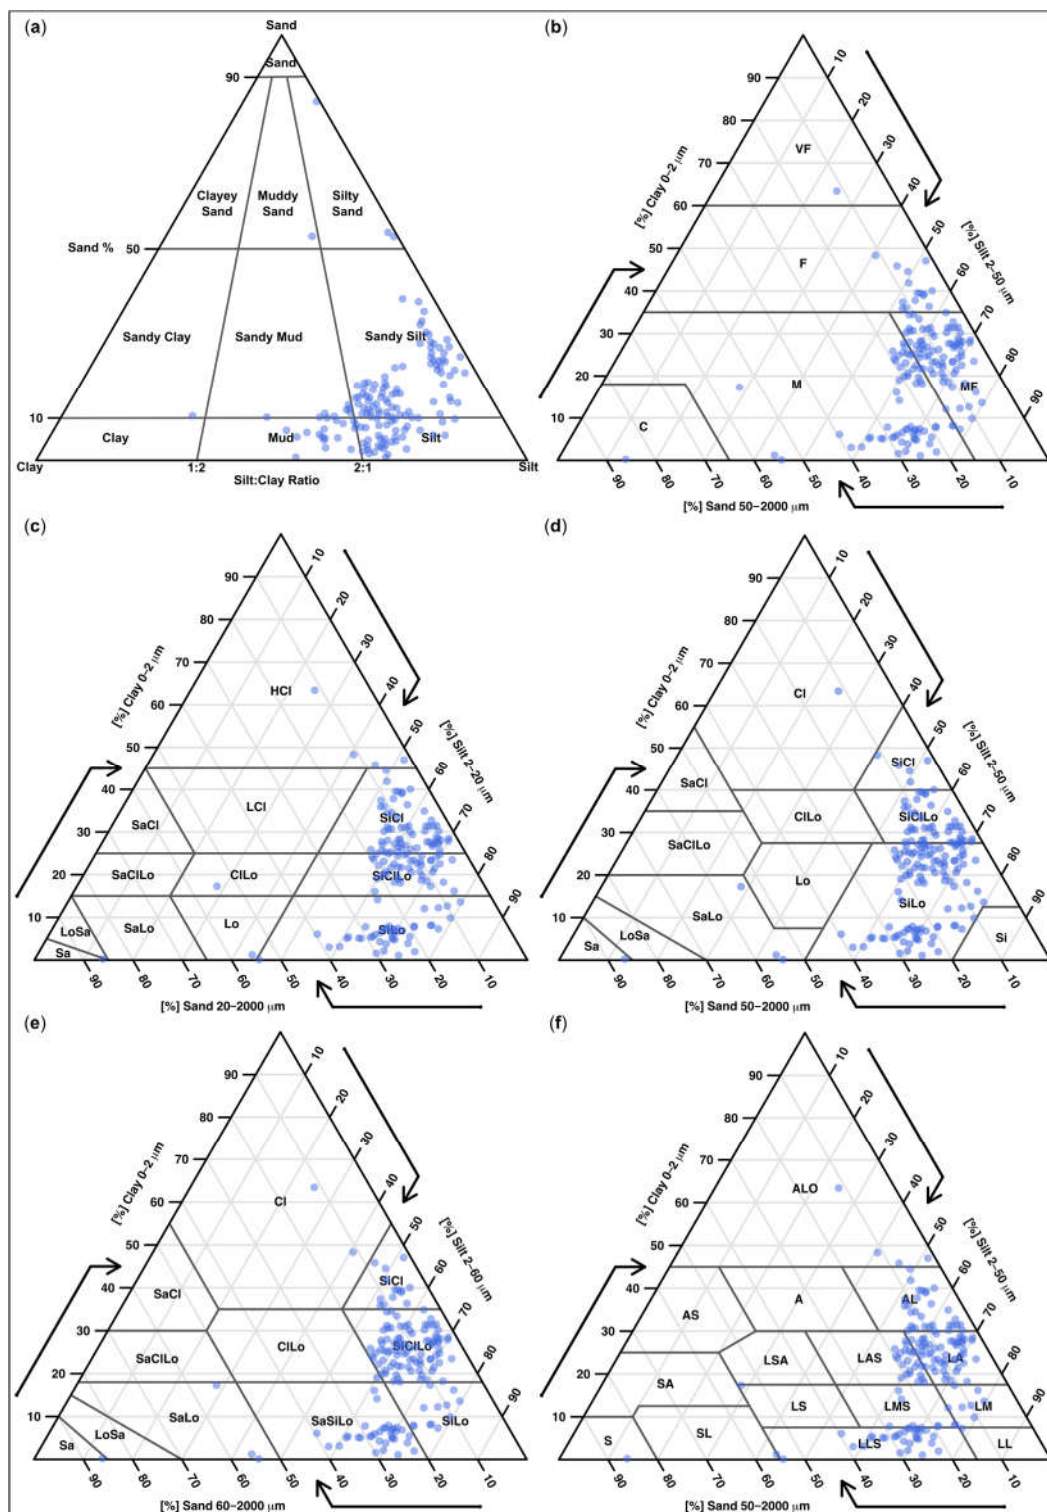 (a)
Sand
Sand
90
Clayey Sand
Muddy Sand
Silty Sand
Sand %
50
Sandy Clay
Sandy Mud
Sandy Silt
10
Clay
Mud
Silt
Clay
1:2
2:1
Silt
Silt:Clay Ratio
(b)
90
80
70
60
50
40
30
20
10
[%] Clay 0–2 μm
10
20
30
40
50
60
70
80
90
[%] Silt 2–50 μm
VF
F
M
MF
C
90
80
70
60
50
40
30
20
10
[%] Sand 50–2000 μm
(c)
90
80
70
60
50
40
30
20
10
[%] Clay 0–2 μm
10
20
30
40
50
60
70
80
90
[%] Silt 2–20 μm
HCl
LCl
SiCl
SaCl
SaClLo
ClLo
SiClLo
LoSa
SaLo
Lo
SiLo
Sa
90
80
70
60
50
40
30
20
10
[%] Sand 20–2000 μm
(d)
90
80
70
60
50
40
30
20
10
[%] Clay 0–2 μm
10
20
30
40
50
60
70
80
90
[%] Silt 2–50 μm
Cl
SiCl
SaCl
ClLo
SiClLo
SaClLo
Lo
SaLo
SiLo
LoSa
Sa
Si
90
80
70
60
50
40
30
20
10
[%] Sand 50–2000 μm
(e)
90
80
70
60
50
40
30
20
10
[%] Clay 0–2 μm
10
20
30
40
50
60
70
80
90
[%] Silt 2–60 μm
Cl
SiCl
SaCl
SaClLo
ClLo
SiClLo
SaLo
SaSiLo
SiLo
LoSa
Sa
90
80
70
60
50
40
30
20
10
[%] Sand 60–2000 μm
(f)
90
80
70
60
50
40
30
20
10
[%] Clay 0–2 μm
10
20
30
40
50
60
70
80
90
[%] Silt 2–50 μm
ALO
A
AL
AS
LSA
LAS
LA
SA
LS
LMS
LM
S
SL
LLS
LL
90
80
70
60
50
40
30
20
10
[%] Sand 50–2000 μm